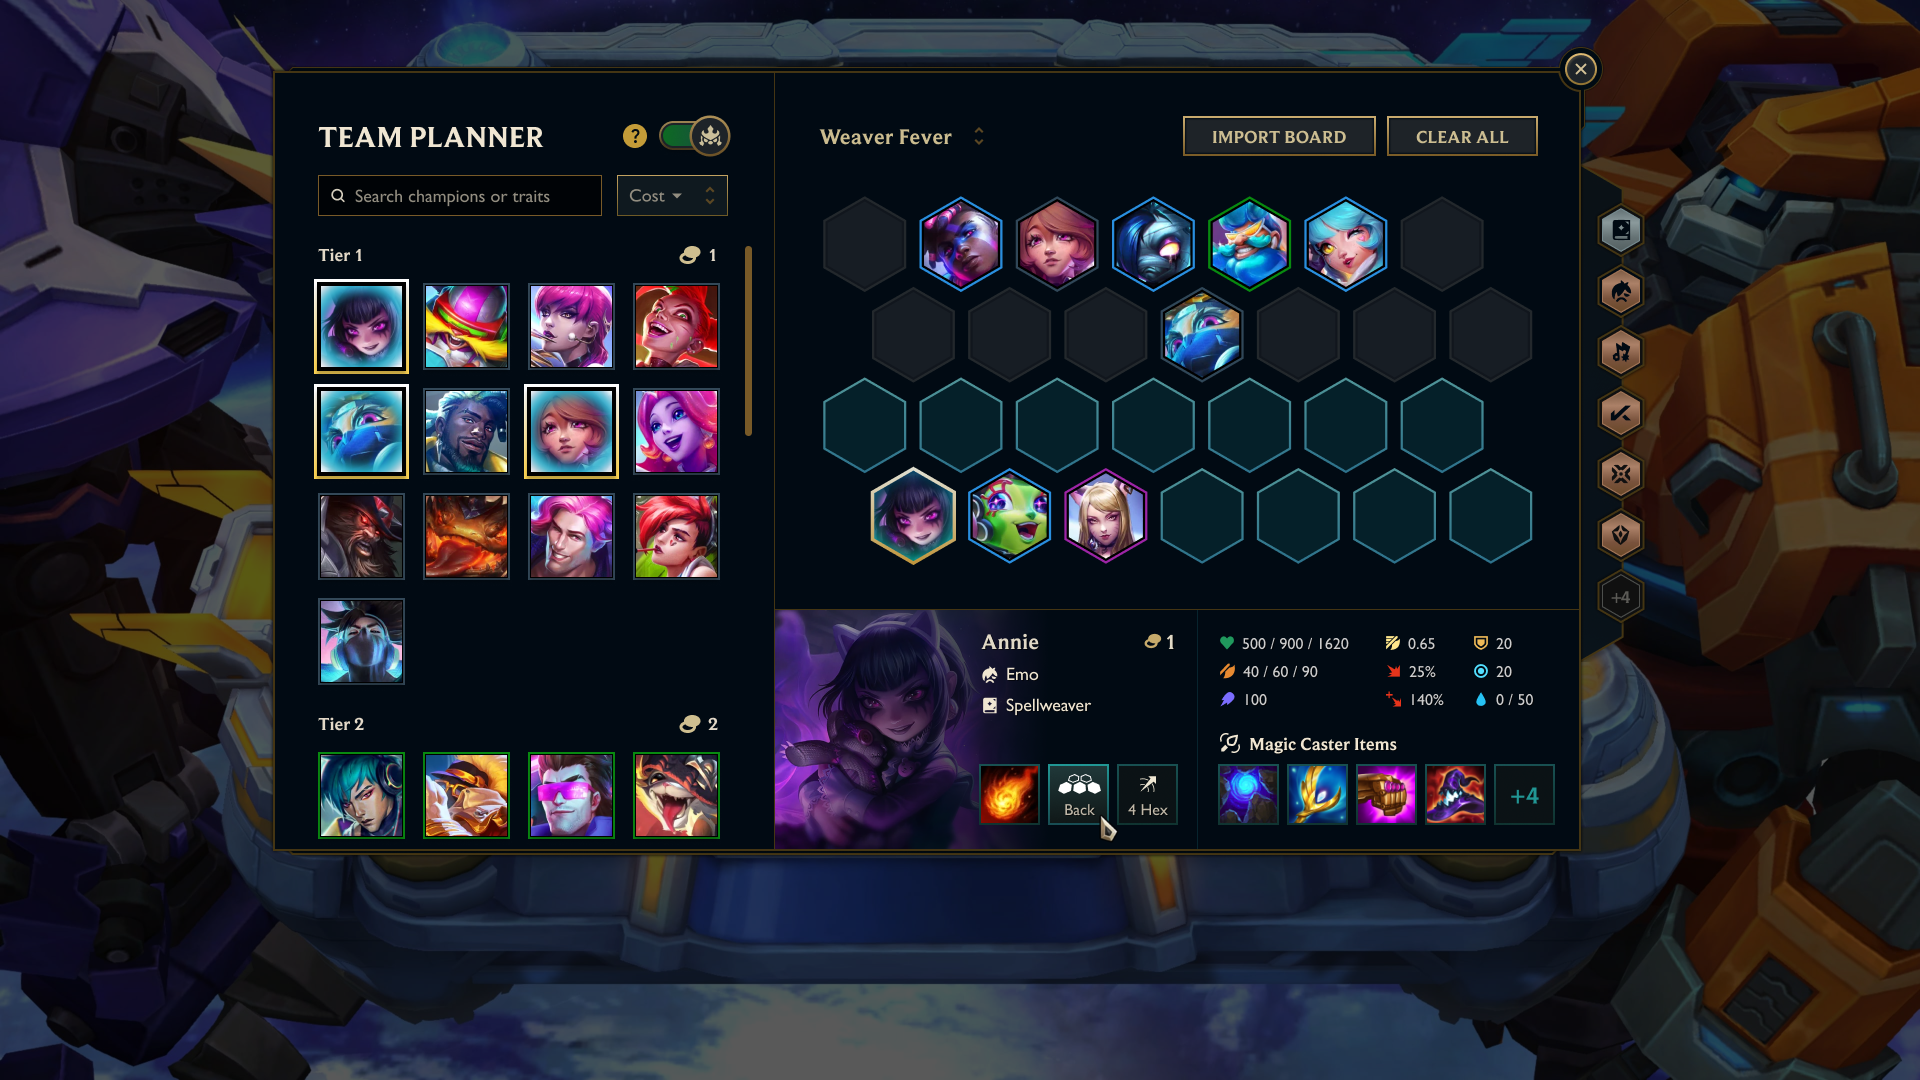 TEAM PLANNER
?
Search champions or traits
Cost
Tier 1
1
Tier 2
2
Weaver Fever
IMPORT BOARD
CLEAR ALL
Annie
1
Emo
Spellweaver
Back
4 Hex
500 / 900 / 1620
0.65
20
40 / 60 / 90
25%
20
100
140%
0 / 50
Magic Caster Items
+4
+4